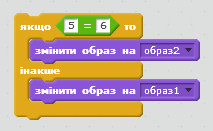 якщо 5 = 6 то
змінити образ на образ2
інакше
змінити образ на образ1